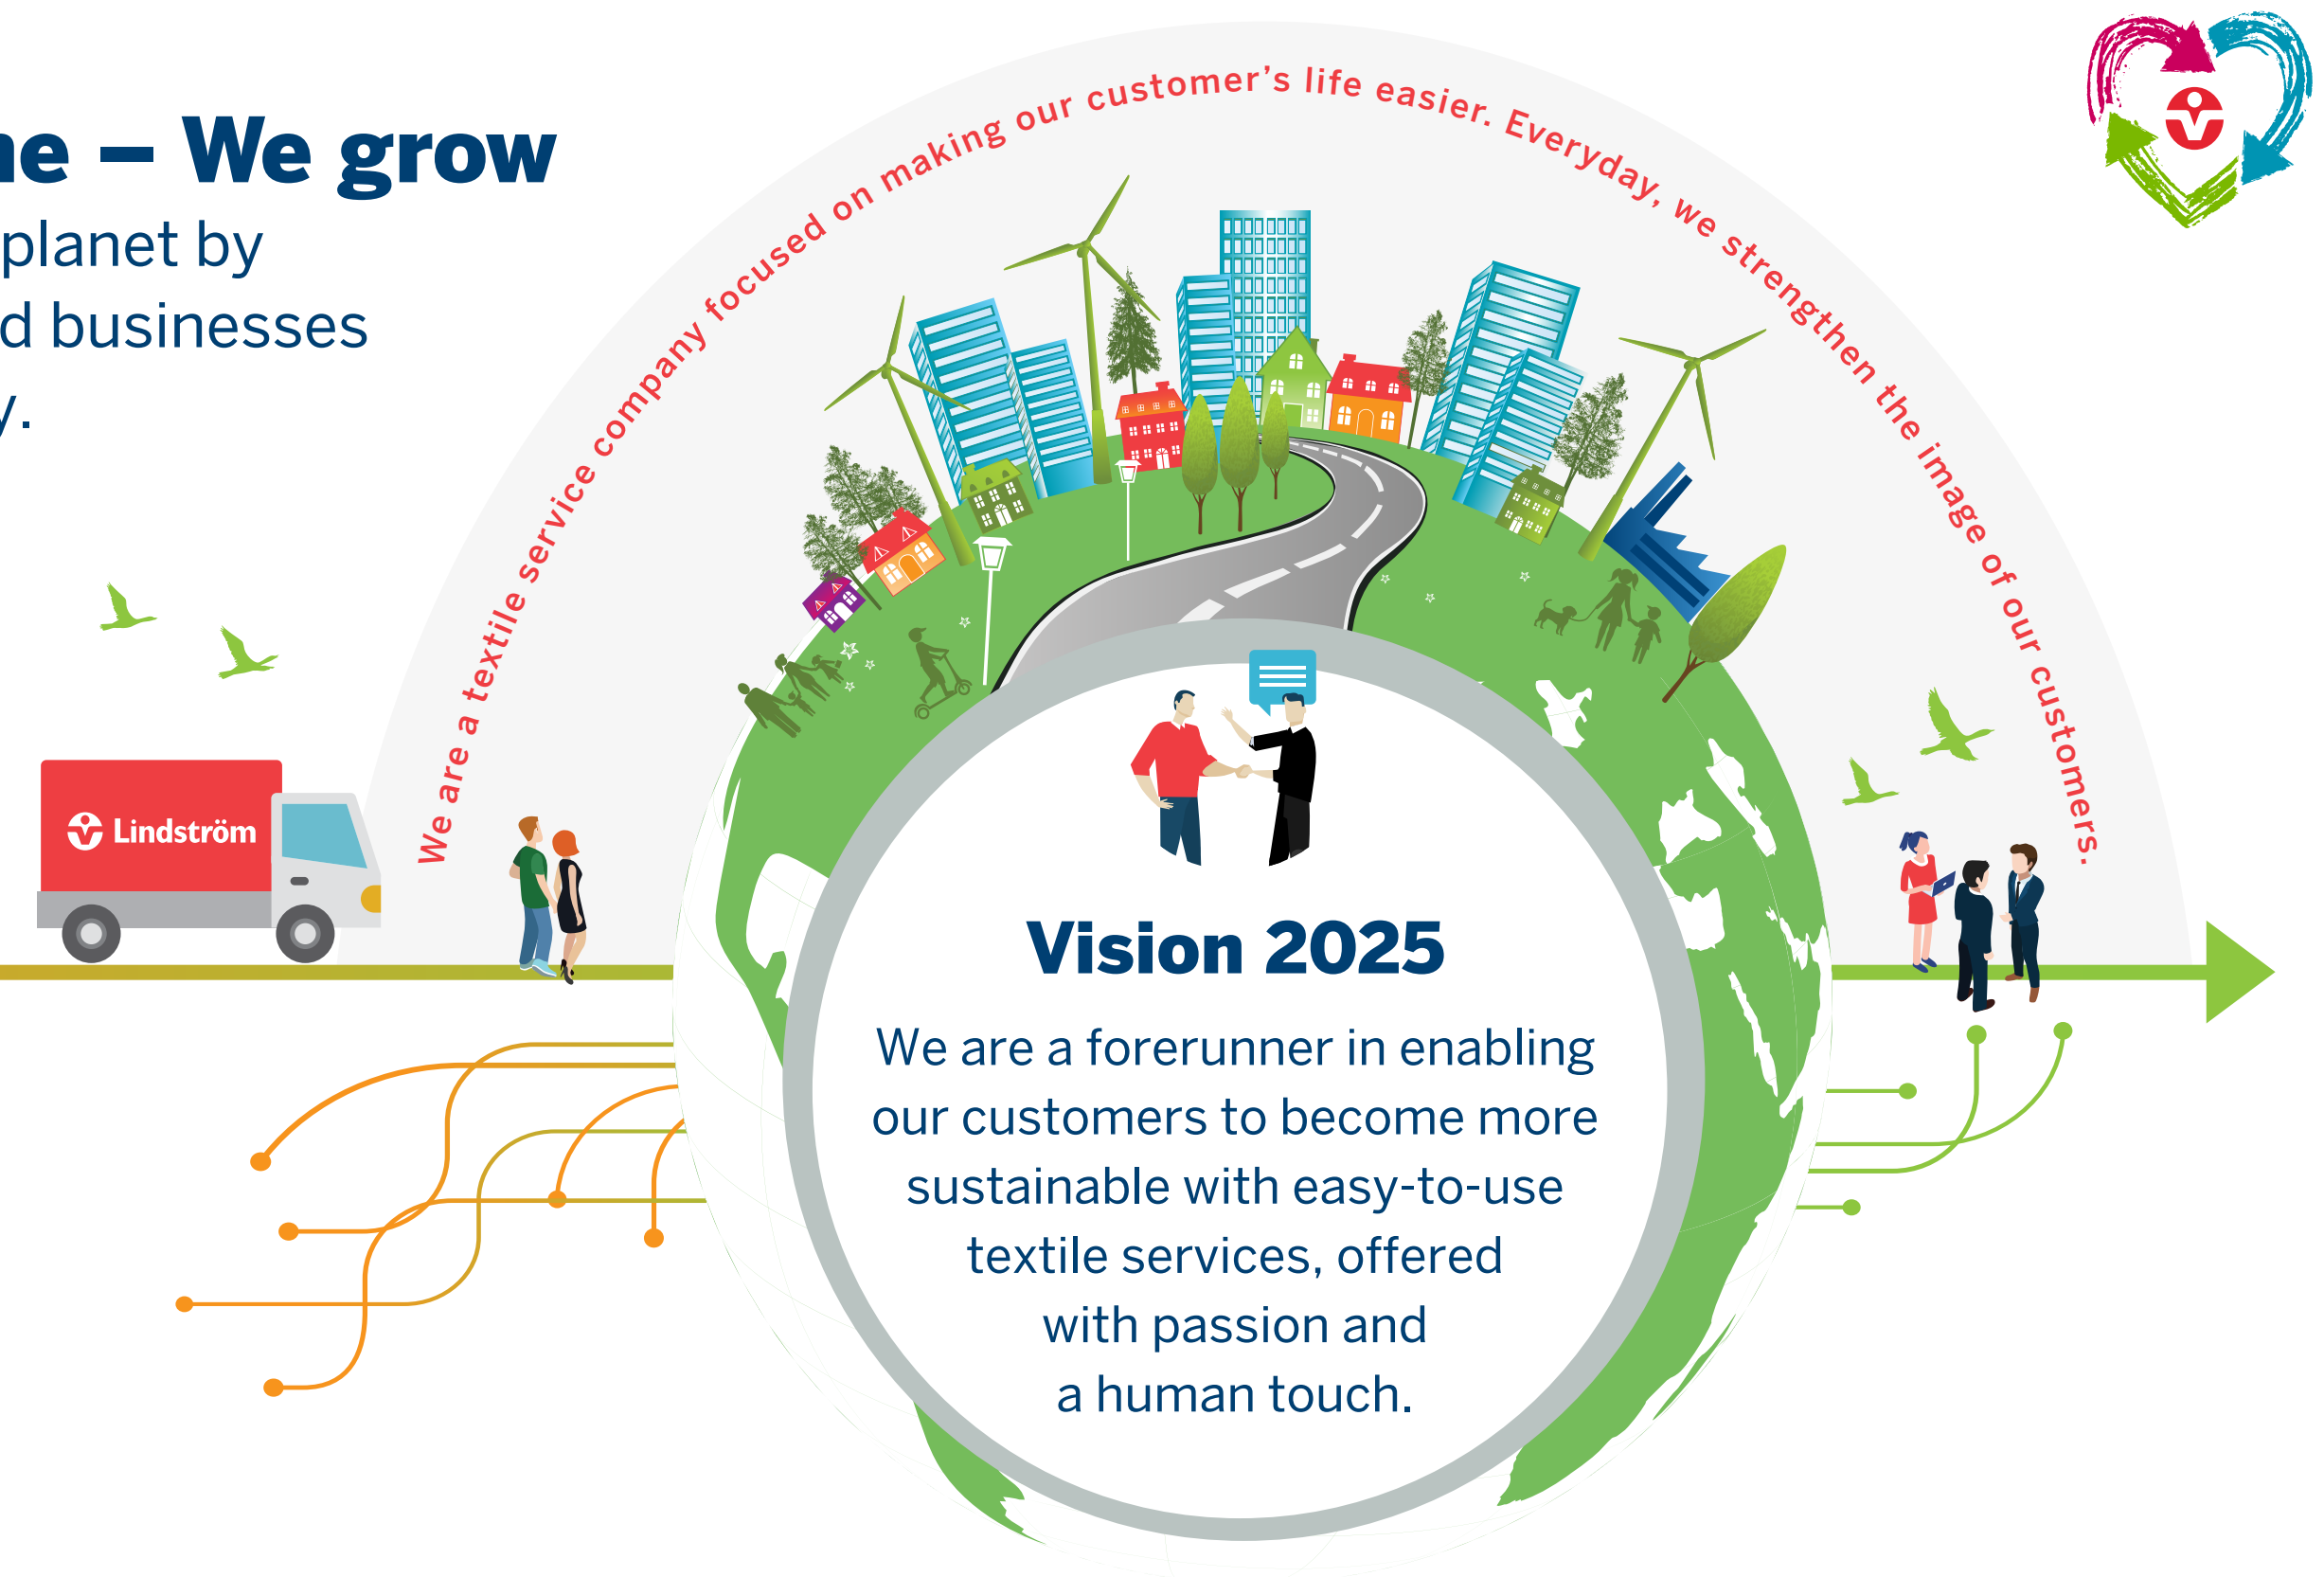 – We grow
planet by
businesses
We are a textile service company focused on making our customer's life easier. Everyday, we strengthen the image of our customers.
Lindström
Vision 2025
We are a forerunner in enabling
our customers to become more
sustainable with easy-to-use
textile services, offered
with passion and
a human touch.